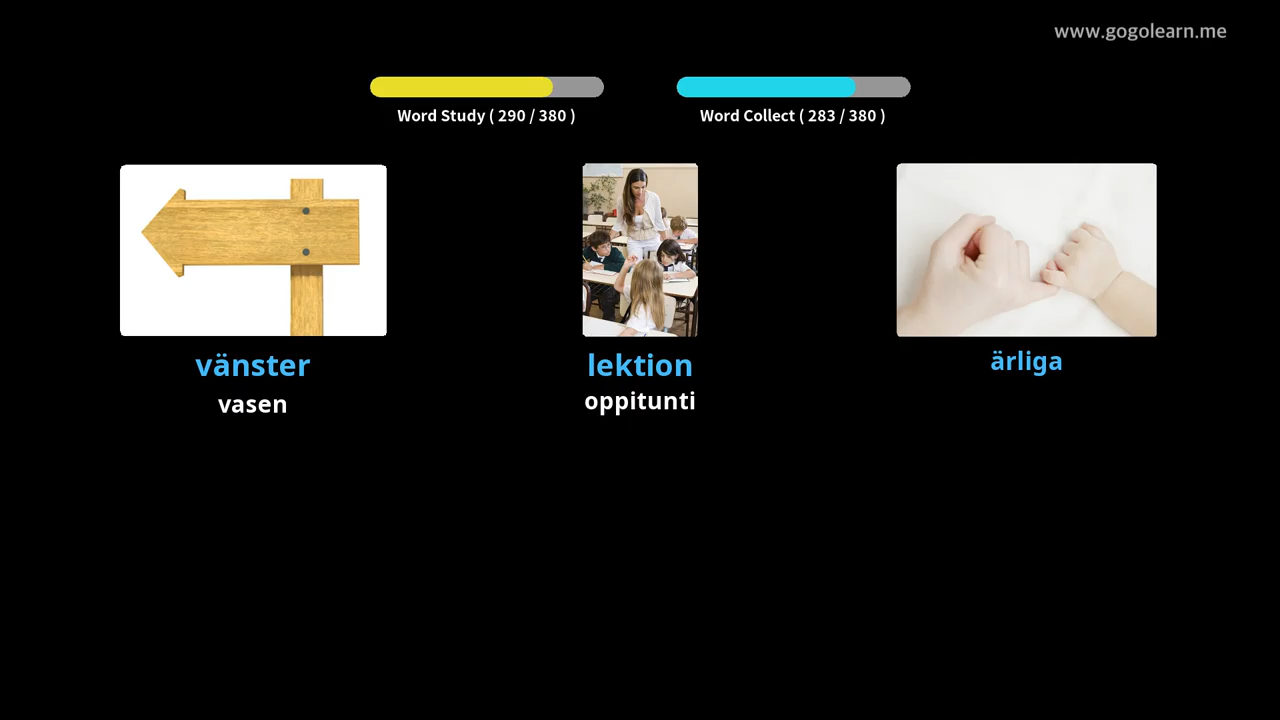 www.gogolearn.me
Word Study ( 290 / 380 )
Word Collect ( 283 / 380 )
vänster
vasen
lektion
oppitunti
ärliga